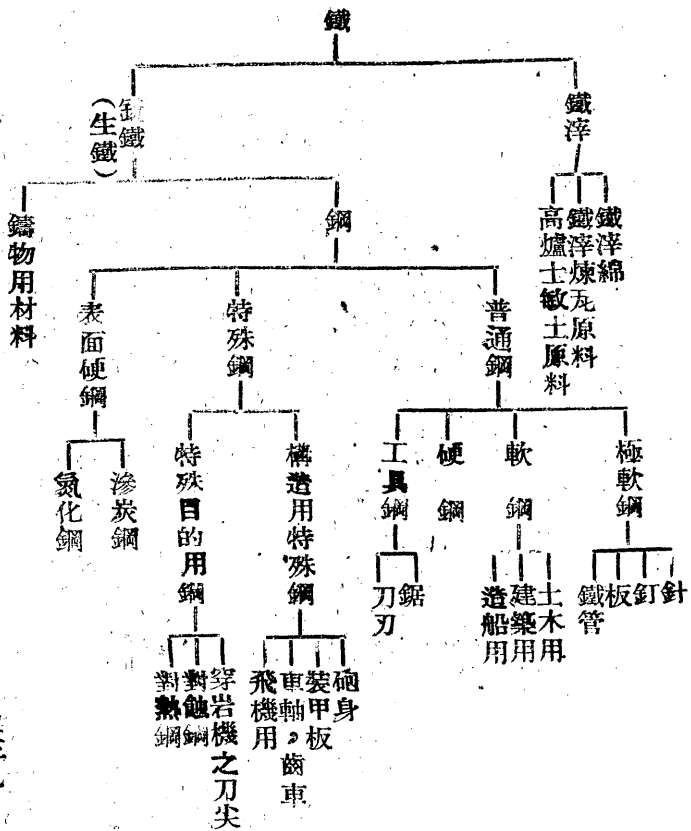 鐵
鐵滓
鐵滓綿
鐵滓煉瓦原料
高爐士敏土原料
銑鐵
(生鐵)
鋼
普通鋼
極軟鋼
針
釘
板
鐵管
軟鋼
土木用
建築用
造船用
硬鋼
工具鋼
鋸
刀刃
特殊鋼
構造用特殊鋼
砲身
裝甲板
車軸，齒車
飛機用
特殊目的用鋼
穿岩機之刀尖
對蝕鋼
對熱鋼
表面硬鋼
滲炭鋼
氮化鋼
鑄物用材料